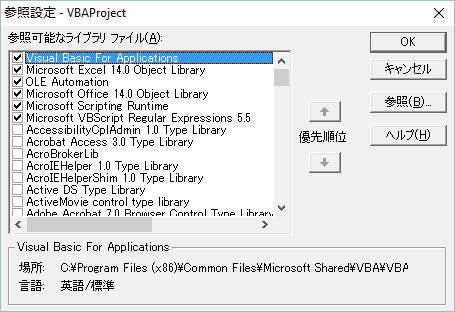 参照設定 - VBAProject
参照可能なライブラリ ファイル(A):
Visual Basic For Applications
Microsoft Excel 14.0 Object Library
OLE Automation
Microsoft Office 14.0 Object Library
Microsoft Scripting Runtime
Microsoft VBScript Regular Expressions 5.5
AccessibilityCplAdmin 1.0 Type Library
Acrobat Access 3.0 Type Library
AcroBrokerLib
AcroIEHelper 1.0 Type Library
AcroIEHelperShim 1.0 Type Library
Active DS Type Library
ActiveMovie control type library
Adobe Acrobat 7.0 Browser Control Type Library
優先順位
OK
キャンセル
参照(B)...
ヘルプ(H)
Visual Basic For Applications
場所: C:¥Program Files (x86)¥Common Files¥Microsoft Shared¥VBA¥VBA
言語: 英語/標準